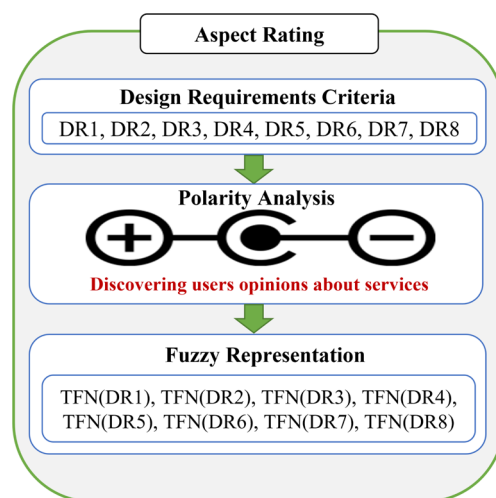 Aspect Rating
Design Requirements Criteria
DR1, DR2, DR3, DR4, DR5, DR6, DR7, DR8
Polarity Analysis
Discovering users opinions about services
Fuzzy Representation
TFN(DR1), TFN(DR2), TFN(DR3), TFN(DR4),
TFN(DR5), TFN(DR6), TFN(DR7), TFN(DR8)